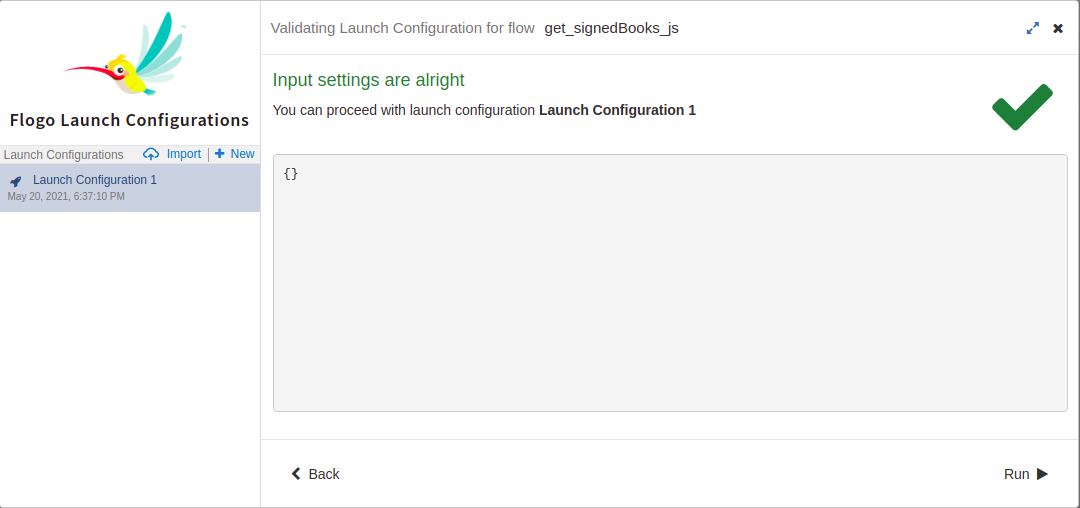 Flogo Launch Configurations
Launch Configurations Import | New
Launch Configuration 1
May 20, 2021, 6:37:10 PM
Validating Launch Configuration for flow get_signedBooks_js
Input settings are alright
You can proceed with launch configuration Launch Configuration 1
{}
Back
Run